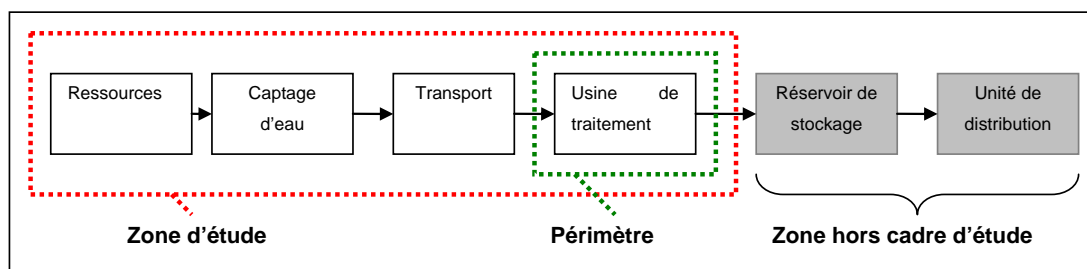 Ressources
Captage
d'eau
Transport
Usine de
traitement
Réservoir de
stockage
Unité de
distribution
Zone d'étude
Périmètre
Zone hors cadre d'étude